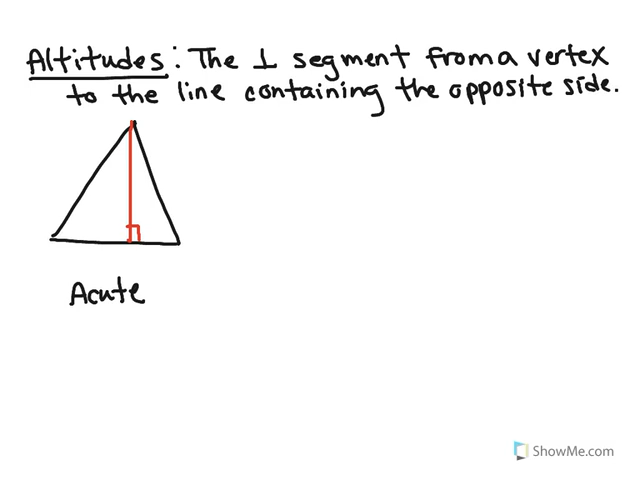 Altitudes: The ⊥ segment from a vertex
to the line containing the opposite side.
Acute
ShowMe.com